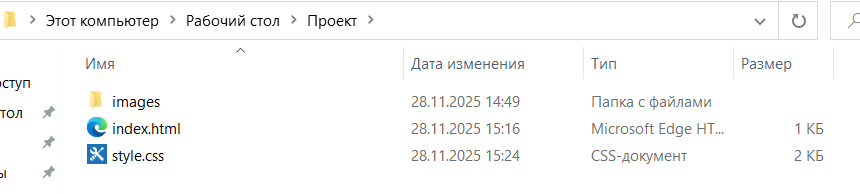 Этот компьютер > Рабочий стол > Проект >
Имя Дата изменения Тип Размер
images 28.11.2025 14:49 Папка с файлами
index.html 28.11.2025 15:16 Microsoft Edge HT... 1 КБ
style.css 28.11.2025 15:24 CSS-документ 2 КБ